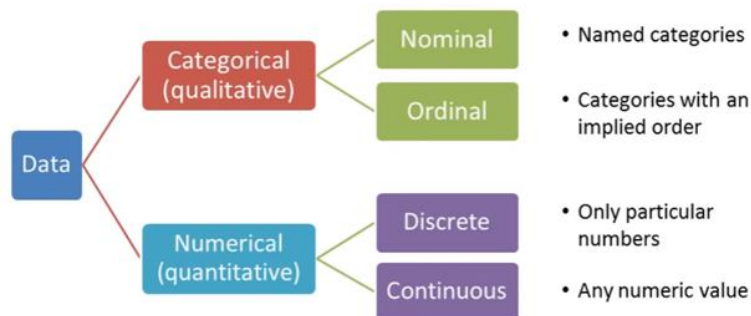 Nominal
• Named categories
Categorical
(qualitative)
Ordinal
• Categories with an
implied order
Data
Discrete
• Only particular
numbers
Numerical
(quantitative)
Continuous
• Any numeric value